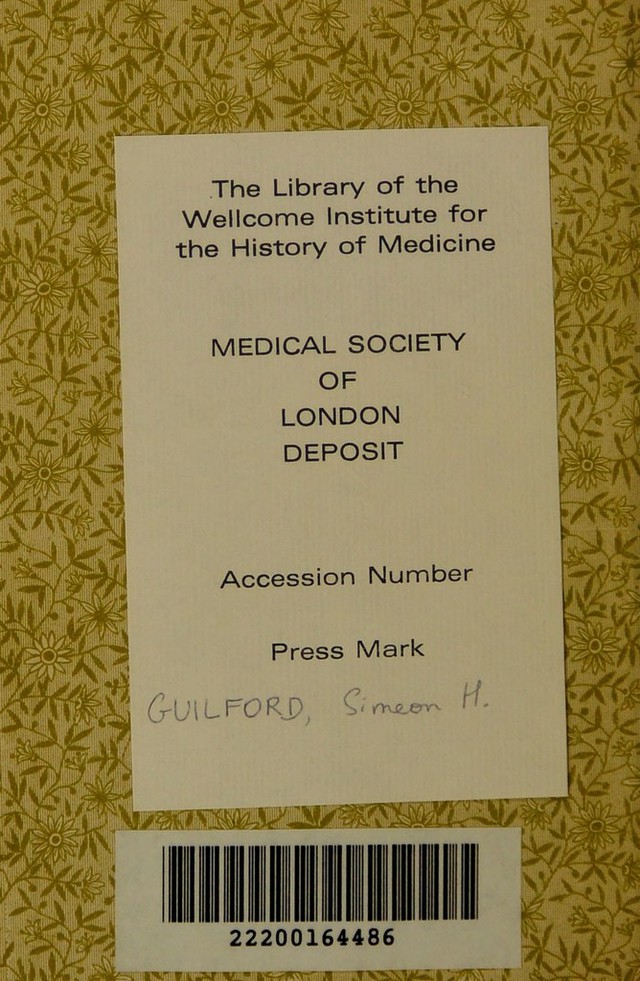 The Library of the
Wellcome Institute for
the History of Medicine
MEDICAL SOCIETY
OF
LONDON
DEPOSIT
Accession Number
Press Mark
GUILFORD, Simeon H.
22200164486